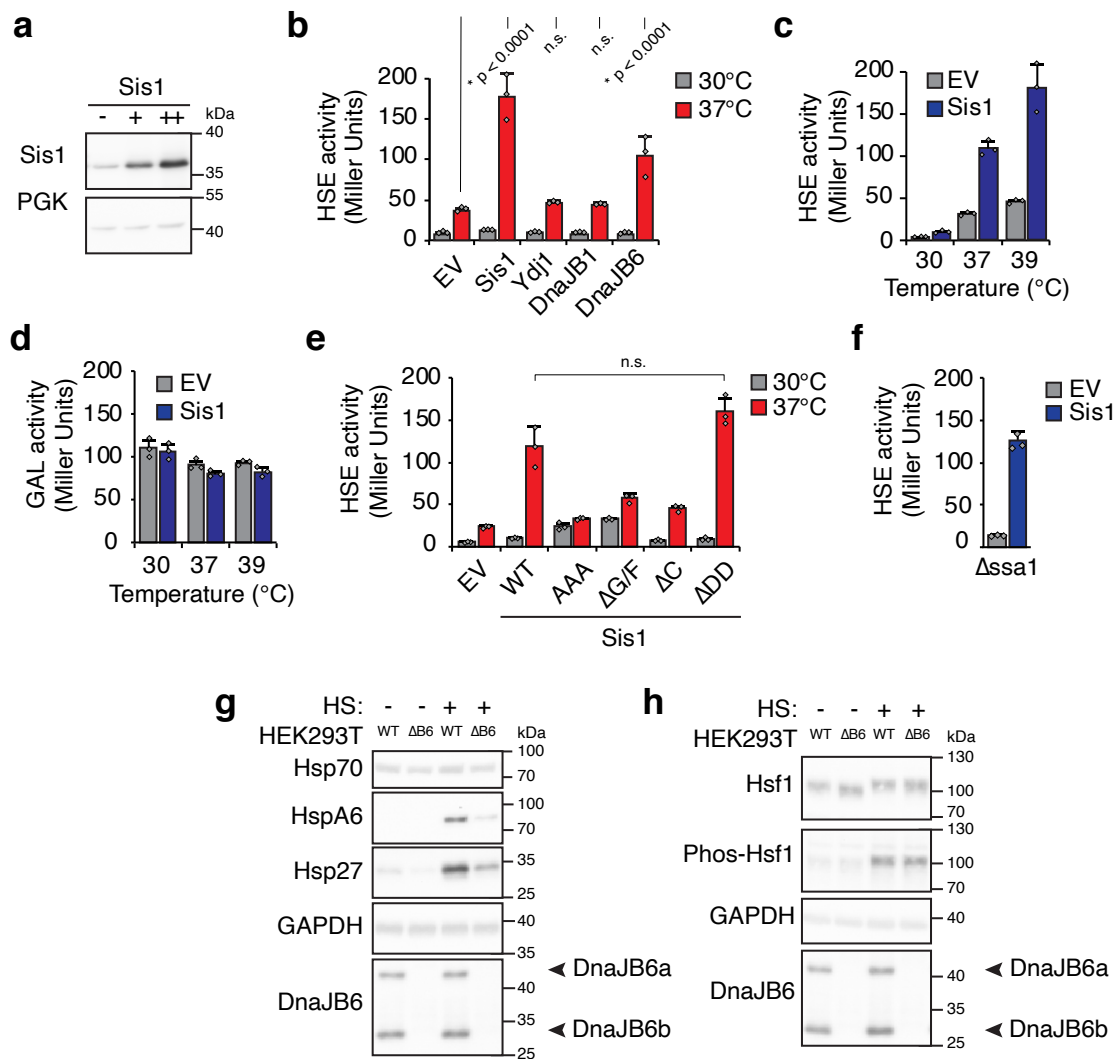 a
Sis1
- + ++ kDa
Sis1
40
35
PGK
55
40
b
* p < 0.0001
n.s.
n.s.
* p < 0.0001
HSE activity
(Miller Units)
200
150
100
50
0
30°C
37°C
EV
Sis1
Ydj1
DnaJB1
DnaJB6
c
HSE activity
(Miller Units)
200
150
100
50
0
EV
Sis1
30 37 39
Temperature (°C)
d
GAL activity
(Miller Units)
200
150
100
50
0
EV
Sis1
30 37 39
Temperature (°C)
e
n.s.
HSE activity
(Miller Units)
200
150
100
50
0
30°C
37°C
EV
WT
AAA
ΔG/F
ΔC
ΔDD
Sis1
f
HSE activity
(Miller Units)
200
150
100
50
0
EV
Sis1
Δssa1
g
HS: - - + +
HEK293T WT ΔB6 WT ΔB6 kDa
Hsp70
100
70
HspA6
100
70
Hsp27
35
25
GAPDH
40
35
DnaJB6
40
35
25
DnaJB6a
DnaJB6b
h
HS: - - + +
HEK293T WT ΔB6 WT ΔB6 kDa
Hsf1
130
100
70
Phos-Hsf1
130
100
70
GAPDH
40
DnaJB6
40
35
25
DnaJB6a
DnaJB6b